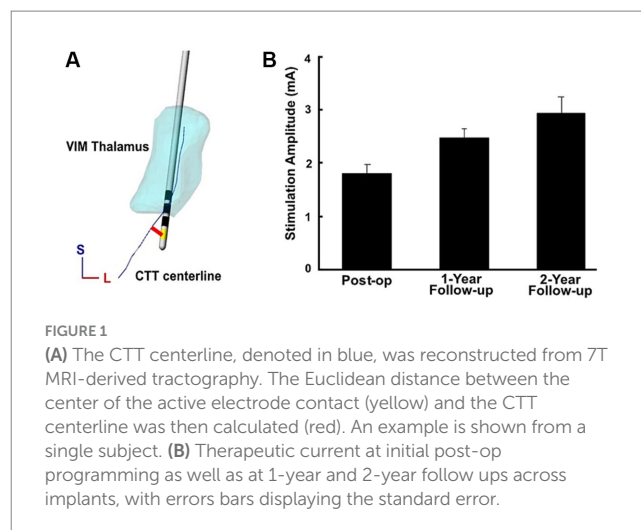 A
VIM Thalamus
S
L
CTT centerline
B
Stimulation Amplitude (mA)
4
3
2
1
0
Post-op
1-Year
Follow-up
2-Year
Follow-up
FIGURE 1
(A) The CTT centerline, denoted in blue, was reconstructed from 7T
MRI-derived tractography. The Euclidean distance between the
center of the active electrode contact (yellow) and the CTT
centerline was then calculated (red). An example is shown from a
single subject. (B) Therapeutic current at initial post-op
programming as well as at 1-year and 2-year follow ups across
implants, with errors bars displaying the standard error.